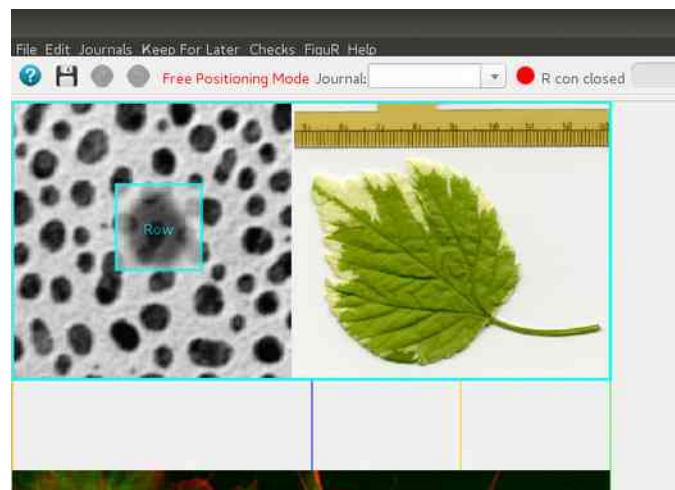 File Edit Journals Keep For Later Checks FiguR Help
? Free Positioning Mode Journal: R con closed
Row